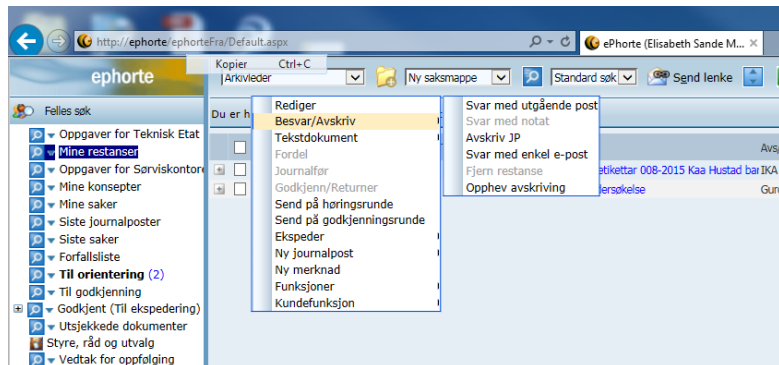 http://ephorte/ephorteFra/Default.aspx
ePhorte (Elisabeth Sande M...
Kopier Ctrl+C
ephorte
Arkivleder
Ny saksmappe
Standard søk
Send lenke
Felles søk
Du er h
Oppgaver for Teknisk Etat
Mine restanser
Oppgaver for Sørviskontore
Mine konsepter
Mine saker
Siste journalposter
Siste saker
Forfallsliste
Til orientering (2)
Til godkjenning
Godkjent (Til ekspedering)
Utsjekkede dokumenter
Styre, råd og utvalg
Vedtak for oppfølging
Rediger
Besvar/Avskriv
Tekstdokument
Fordel
Journalfør
Godkjenn/Returner
Send på høringsrunde
Send på godkjenningsrunde
Ekspeder
Ny journalpost
Ny merknad
Funksjoner
Kundefunksjon
Svar med utgående post
Svar med notat
Avskriv JP
Svar med enkel e-post
Fjern restanse
Opphev avskriving
Avs
etikettar 008-2015 Kaa Hustad bar IKA
dersøkelse